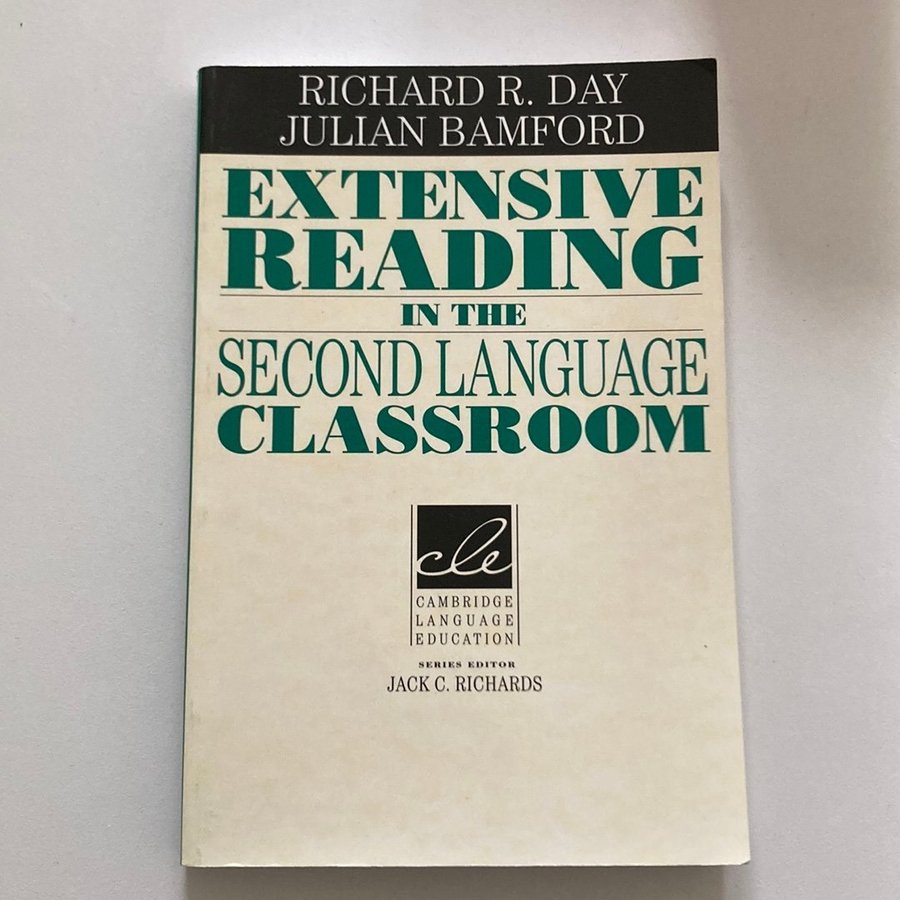 RICHARD R. DAY
JULIAN BAMFORD
EXTENSIVE
READING
IN THE
SECOND LANGUAGE
CLASSROOM
cle
CAMBRIDGE
LANGUAGE
EDUCATION
SERIES EDITOR
JACK C. RICHARDS